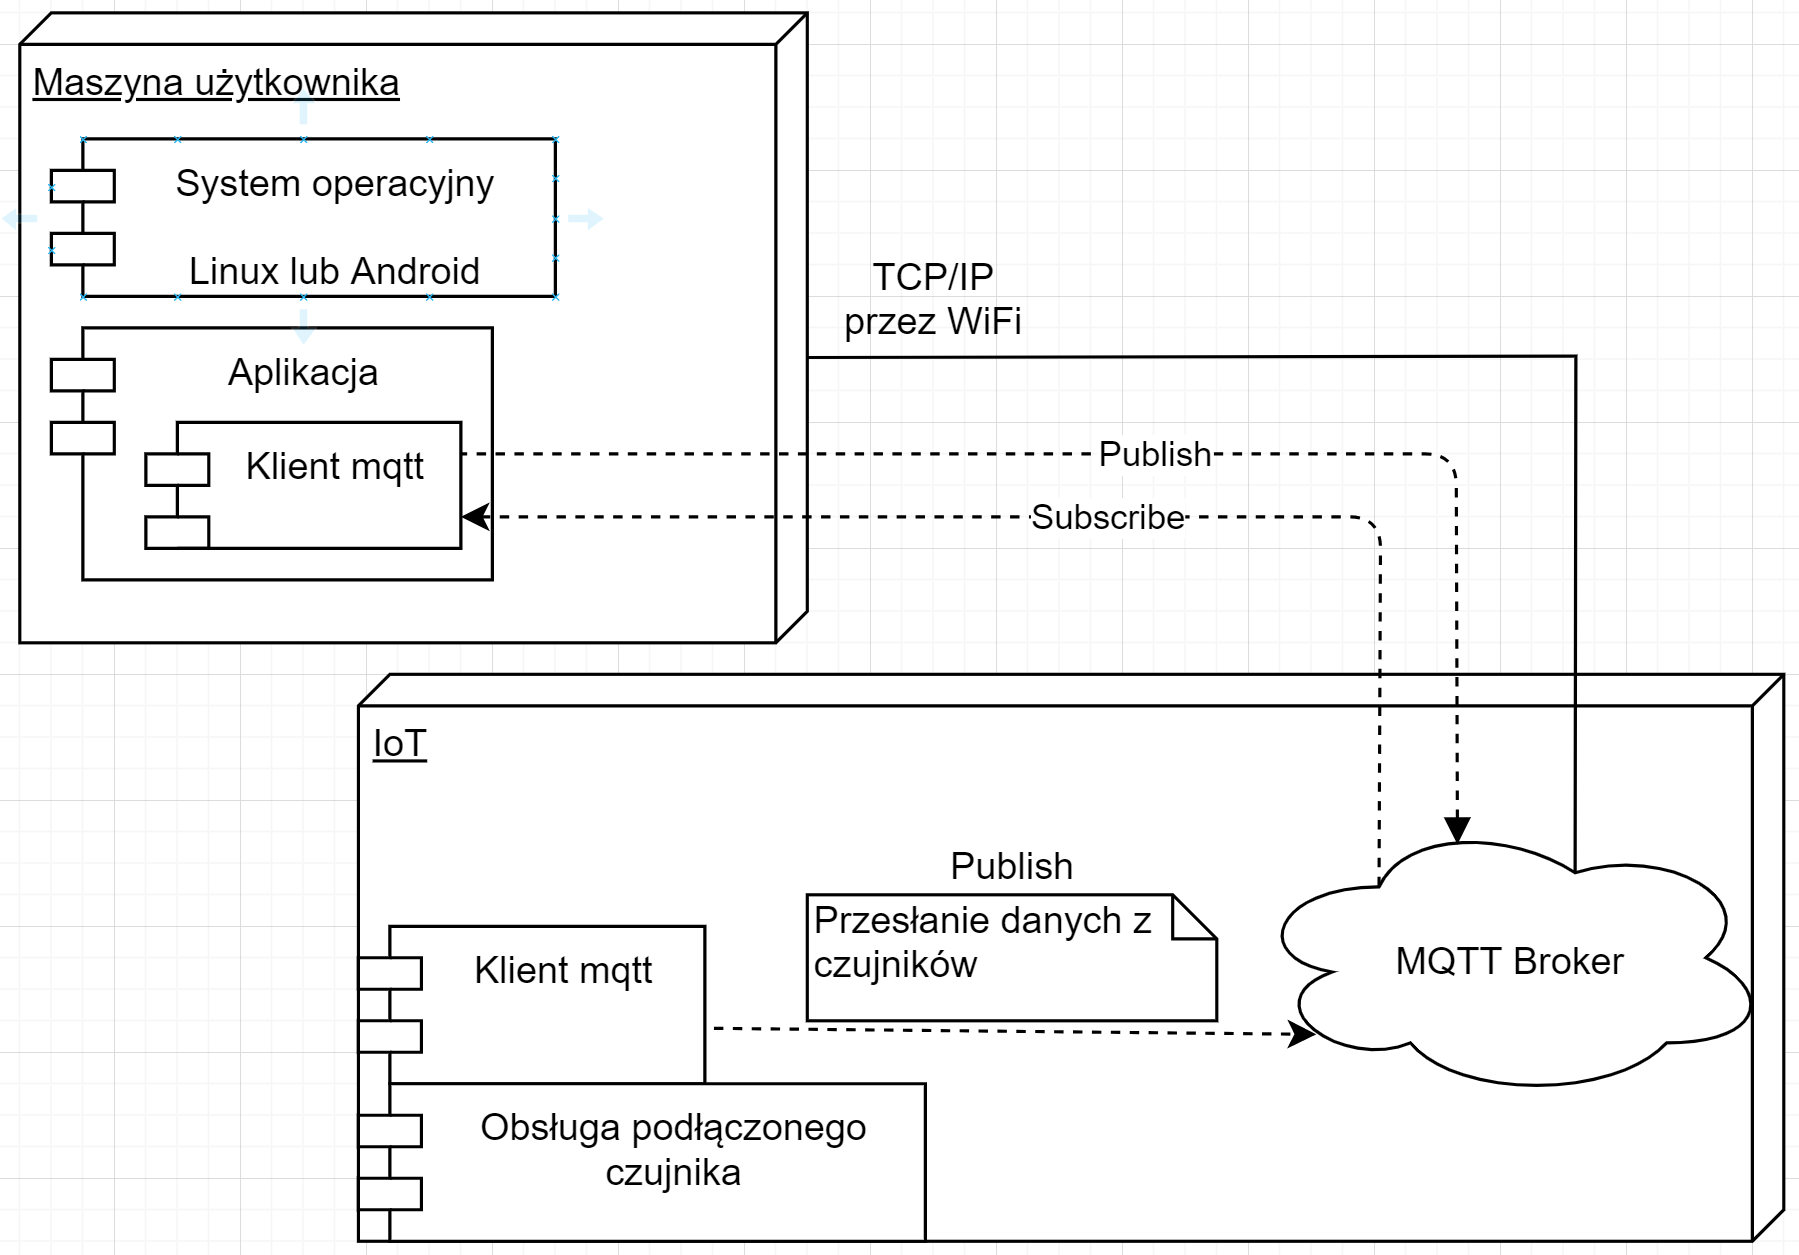 Maszyna użytkownika
System operacyjny
Linux lub Android
Aplikacja
Klient mqtt
TCP/IP
przez WiFi
Publish
Subscribe
IoT
Publish
Przesłanie danych z
czujników
MQTT Broker
Klient mqtt
Obsługa podłączonego
czujnika